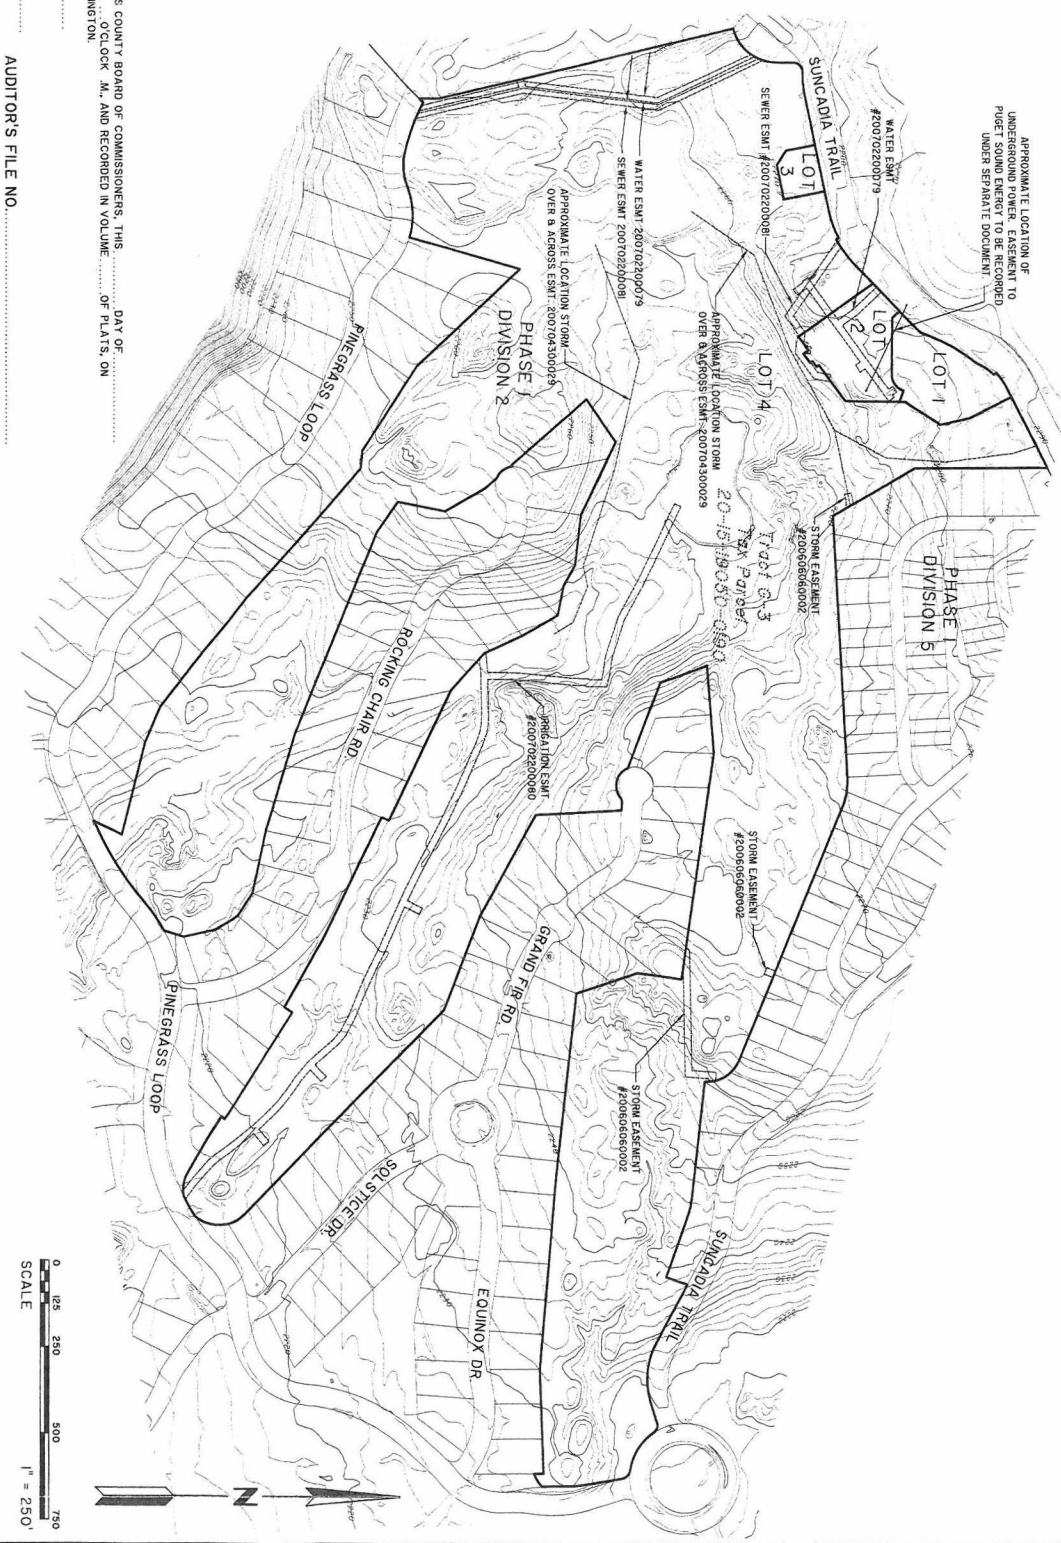 APPROXIMATE LOCATION OF
UNDERGROUND POWER. EASEMENT TO
PUGET SOUND ENERGY TO BE RECORDED
UNDER SEPARATE DOCUMENT
WATER ESMT
#200702200079
SUNCADIA TRAIL
LOT 1
LOT
2
LOT
3
SEWER ESMT #200702200081
WATER ESMT 200702200079
SEWER ESMT 200702200081
LOT 4
APPROXIMATE LOCATION STORM
OVER & ACROSS ESMT. 200704300029
APPROXIMATE LOCATION STORM
OVER & ACROSS ESMT. 200704300029
STORM EASEMENT
#200606060002
PHASE 1
DIVISION 5
Tract G-3
Tax Parcel
PHASE 1
DIVISION 2
PINEGRASS LOOP
ROCKING CHAIR RD.
IRRIGATION ESMT
#200702200080
STORM EASEMENT
#200606060002
GRAND FIR RD.
STORM EASEMENT
#200606060002
PINEGRASS LOOP
SOLSTICE DR.
EQUINOX DR
SUNCADIA TRAIL
N
0 125 250 500 750
SCALE 1" = 250'
S COUNTY BOARD OF COMMISSIONERS, THIS ........ DAY OF ............
... O'CLOCK .M., AND RECORDED IN VOLUME ........ OF PLATS, ON
INGTON.
AUDITOR'S FILE NO. ............